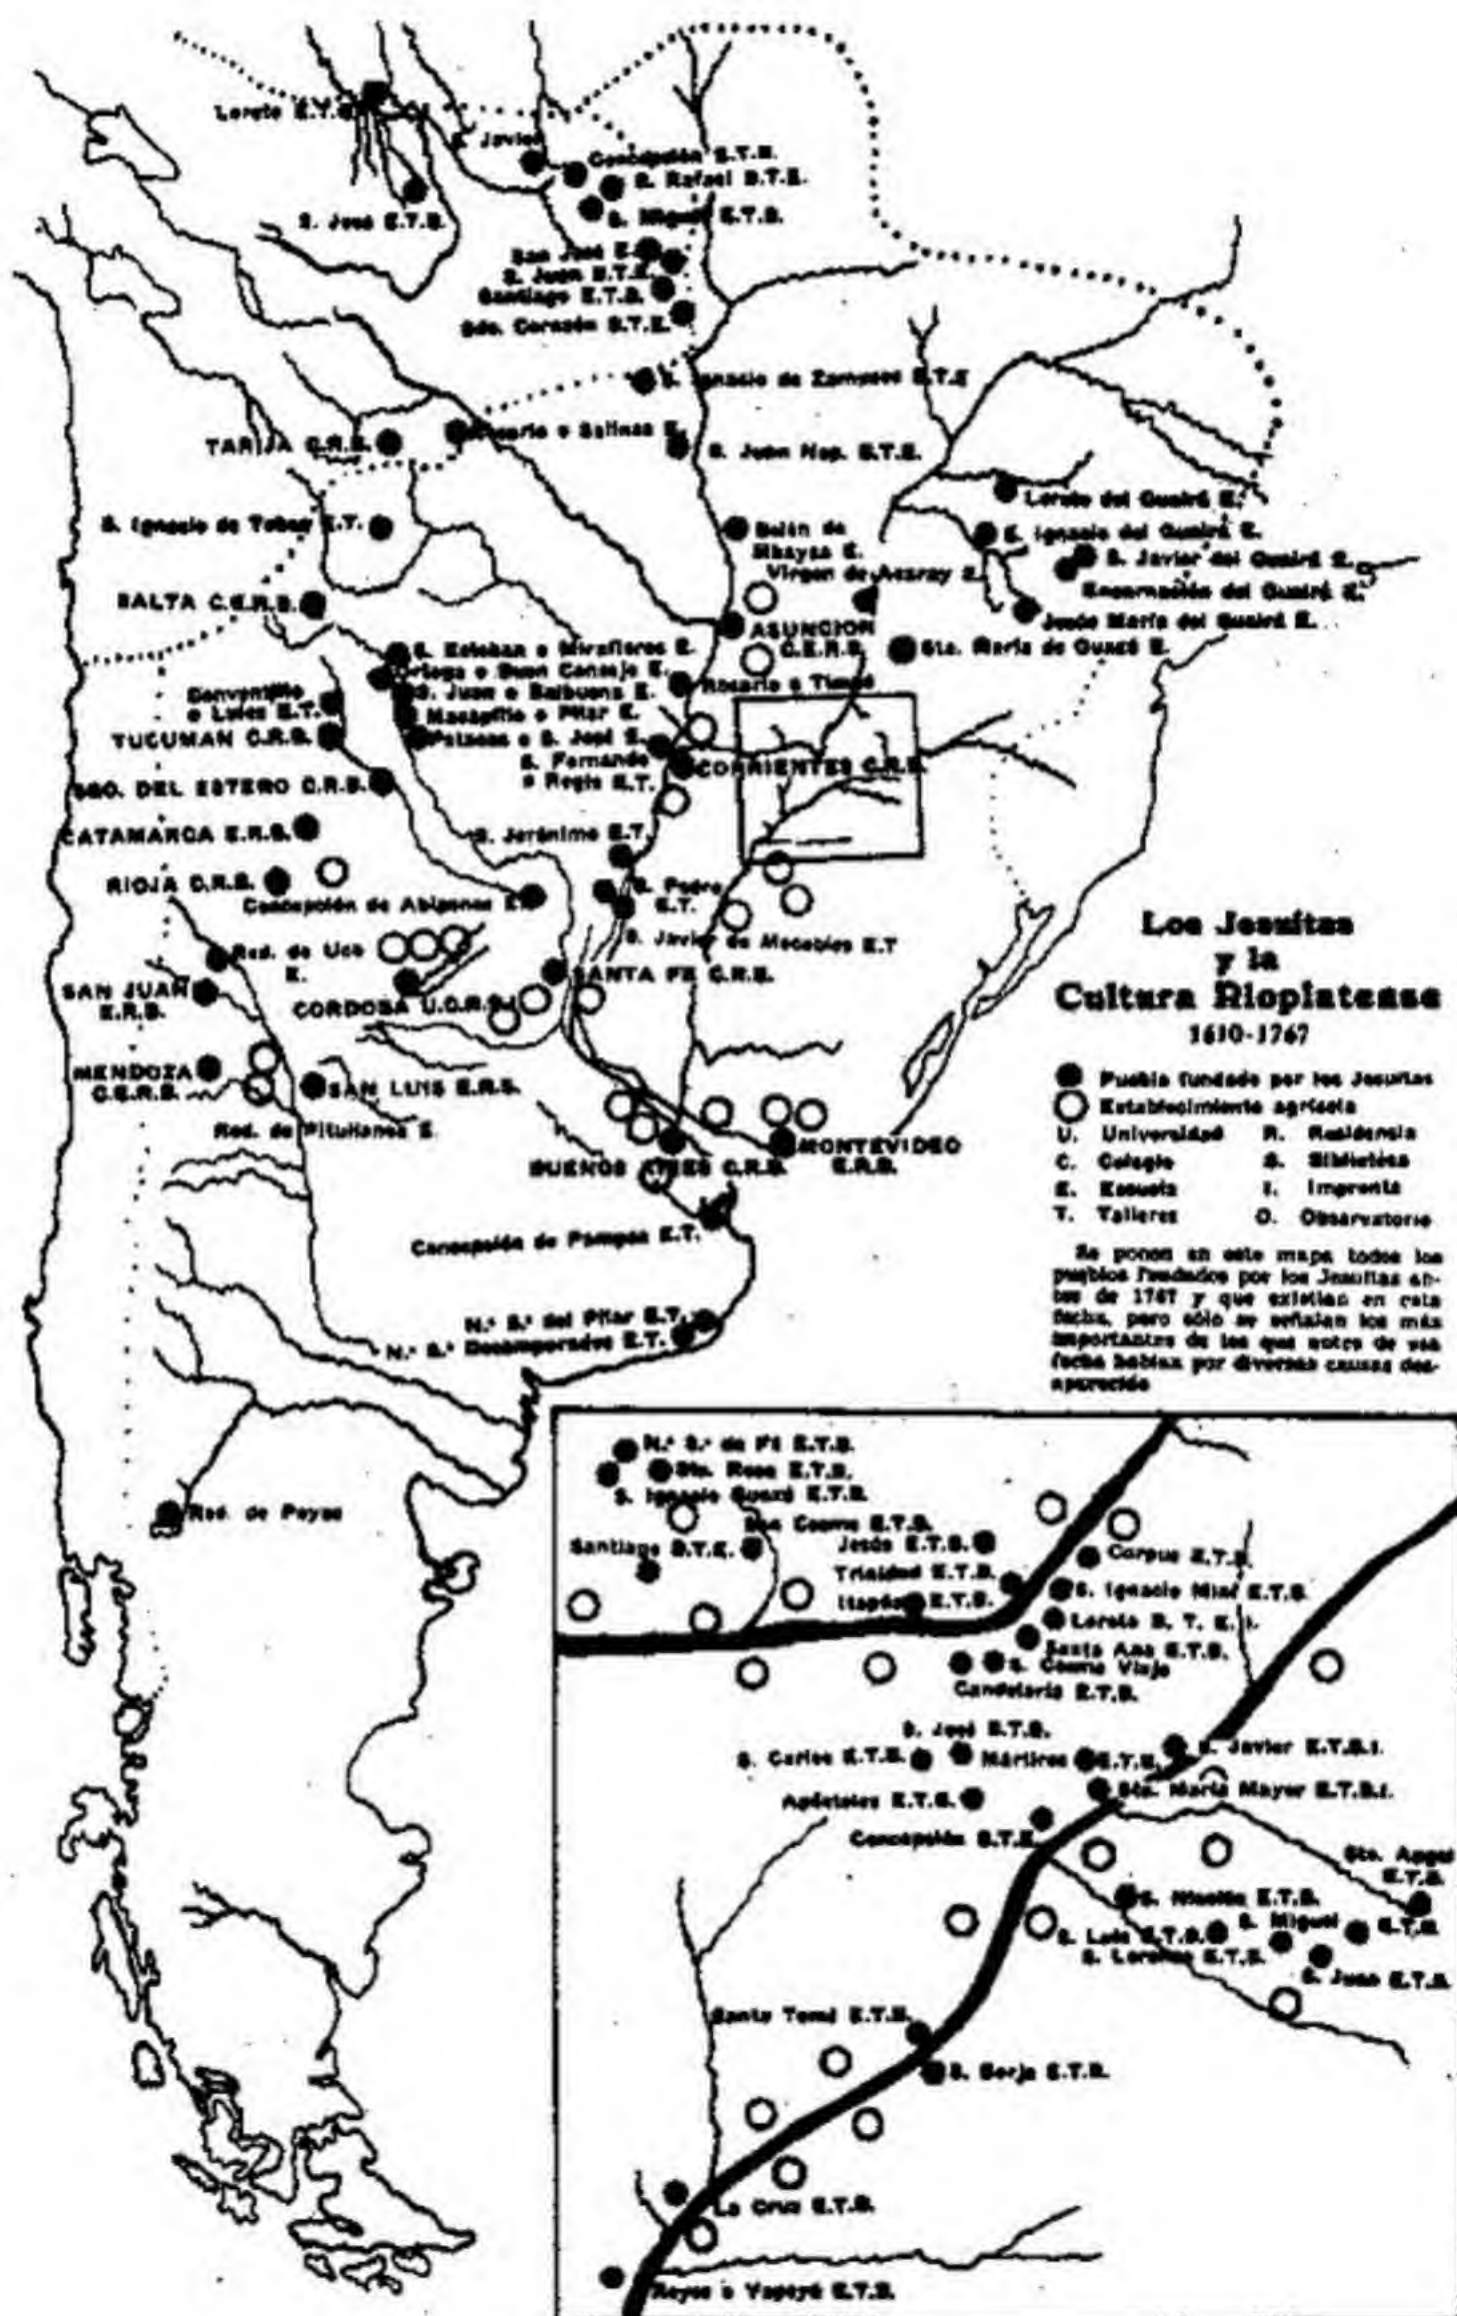 Loreto E.T.B.
S. Javier
Concepción E.T.B.
S. Rafael B.T.E.
S. Miguel E.T.B.
S. José E.T.B.
San José E.
S. Juan B.T.E.
Santiago E.T.B.
Sdo. Corazón B.T.E.
S. Ignacio de Zamucos E.T.E
TARIJA C.R.B.
Rosario o Salinas E.
S. Juan Nep. B.T.E.
Loreto del Guairá E.
S. Ignacio de Tobas E.T.
Belén de
Mbayas E.
S. Ignacio del Guairá E.
S. Javier del Guairá E.
Virgen de Acaray E.
Encarnación del Guairá E.
SALTA C.E.R.B.
Jesús María del Guairá E.
ASUNCION
C.E.R.B.
S. Esteban o Miraflores E.
Sta. María de Guazú E.
Ortega o Buen Consejo E.
S. Juan o Balbuena E.
Rosario o Timbó
Conventillo
o Lules E.T.
Macapillo o Pilar E.
TUCUMAN C.R.B.
Petacas o S. José E.
S. Fernando
o Regis E.T.
CORRIENTES C.R.B.
SGO. DEL ESTERO C.R.B.
CATAMARCA E.R.B.
S. Jerónimo E.T.
RIOJA C.R.B.
Concepción de Abipones E.
S. Pedro
E.T.
S. Javier de Mocobíes E.T
Red. de Uco
E.
SANTA FE C.R.B.
SAN JUAN
E.R.B.
CORDOBA U.C.R.B.I
MENDOZA
C.E.R.B.
SAN LUIS E.R.B.
Red. de Pitullanes E.
BUENOS AIRES C.R.B.
MONTEVIDEO
E.R.B.
Concepción de Pampas E.T.
N.ª S.ª del Pilar E.T.
N.ª S.ª Desamparados E.T.
Red. de Poyas
Los Jesuitas
y la
Cultura Rioplatense
1610-1767
Pueblo fundado por los Jesuitas
Establecimiento agrícola
U. Universidad R. Residencia
C. Colegio B. Biblioteca
E. Escuela I. Imprenta
T. Talleres O. Observatorio
Se ponen en este mapa todos los
pueblos fundados por los Jesuitas an-
tes de 1767 y que existían en esta
fecha, pero sólo se señalan los más
importantes de los que antes de esa
fecha habían por diversas causas des-
aparecido
N.ª S.ª de Fé E.T.B.
Sta. Rosa E.T.B.
S. Ignacio Guazú E.T.B.
San Cosme E.T.B.
Santiago B.T.E.
Jesús E.T.B.
Trinidad E.T.B.
Itapúa E.T.B.
Corpus E.T.B.
S. Ignacio Miní E.T.B.
Loreto B. T. E. I.
Santa Ana E.T.B.
S. Cosme Viejo
Candelaria E.T.B.
S. José E.T.B.
S. Carlos E.T.B.
Mártires E.T.B.
S. Javier E.T.B.I.
Sta. María Mayor E.T.B.I.
Apóstoles E.T.B.
Concepción B.T.E.
Sto. Angel
E.T.B.
S. Nicolás E.T.B.
S. Luis E.T.B.
S. Miguel E.T.B.
S. Lorenzo E.T.B.
S. Juan E.T.B.
Santo Tomé E.T.B.
S. Borja E.T.B.
La Cruz E.T.B.
Reyes o Yapeyú E.T.B.